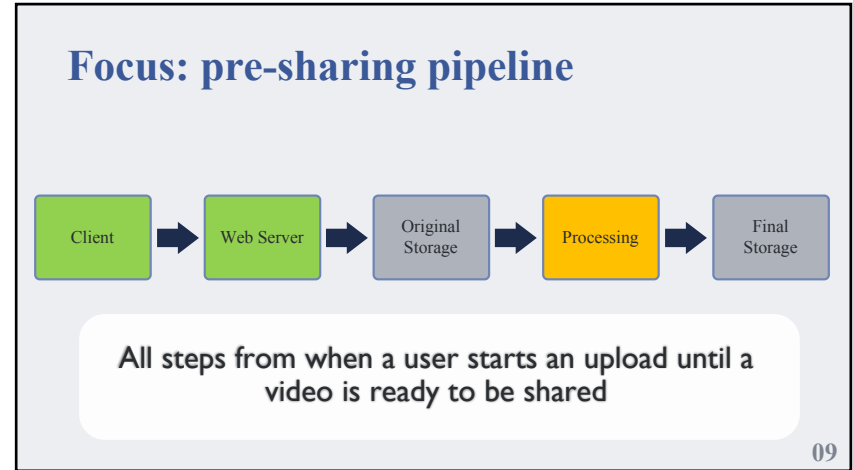 Focus: pre-sharing pipeline
Client
Web Server
Original
Storage
Processing
Final
Storage
All steps from when a user starts an upload until a
video is ready to be shared
09